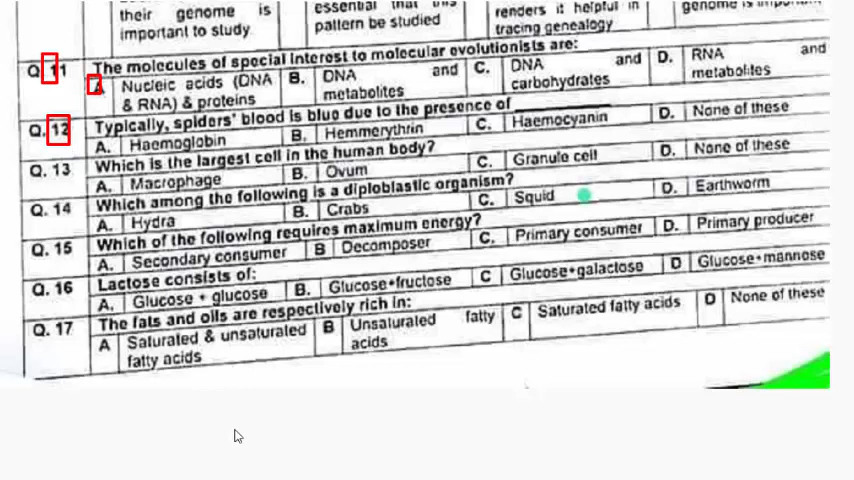 their genome is important to study
essential that this pattern be studied
renders it helpful in tracing genealogy
genome is
Q. 11 The molecules of special interest to molecular evolutionists are:
A. Nucleic acids (DNA & RNA) & proteins B. DNA and metabolites C. DNA and carbohydrates D. RNA and metabolites
Q. 12 Typically, spiders' blood is blue due to the presence of
A. Haemoglobin B. Hemmerythrin C. Haemocyanin D. None of these
Q. 13 Which is the largest cell in the human body?
A. Macrophage B. Ovum C. Granule cell D. None of these
Q. 14 Which among the following is a diploblastic organism?
A. Hydra B. Crabs C. Squid D. Earthworm
Q. 15 Which of the following requires maximum energy?
A. Secondary consumer B Decomposer C. Primary consumer D. Primary producer
Q. 16 Lactose consists of:
A. Glucose + glucose B. Glucose+fructose C Glucose+galactose D Glucose+mannose
Q. 17 The fats and oils are respectively rich in:
A Saturated & unsaturated fatty acids B Unsaturated fatty acids C Saturated fatty acids D None of these